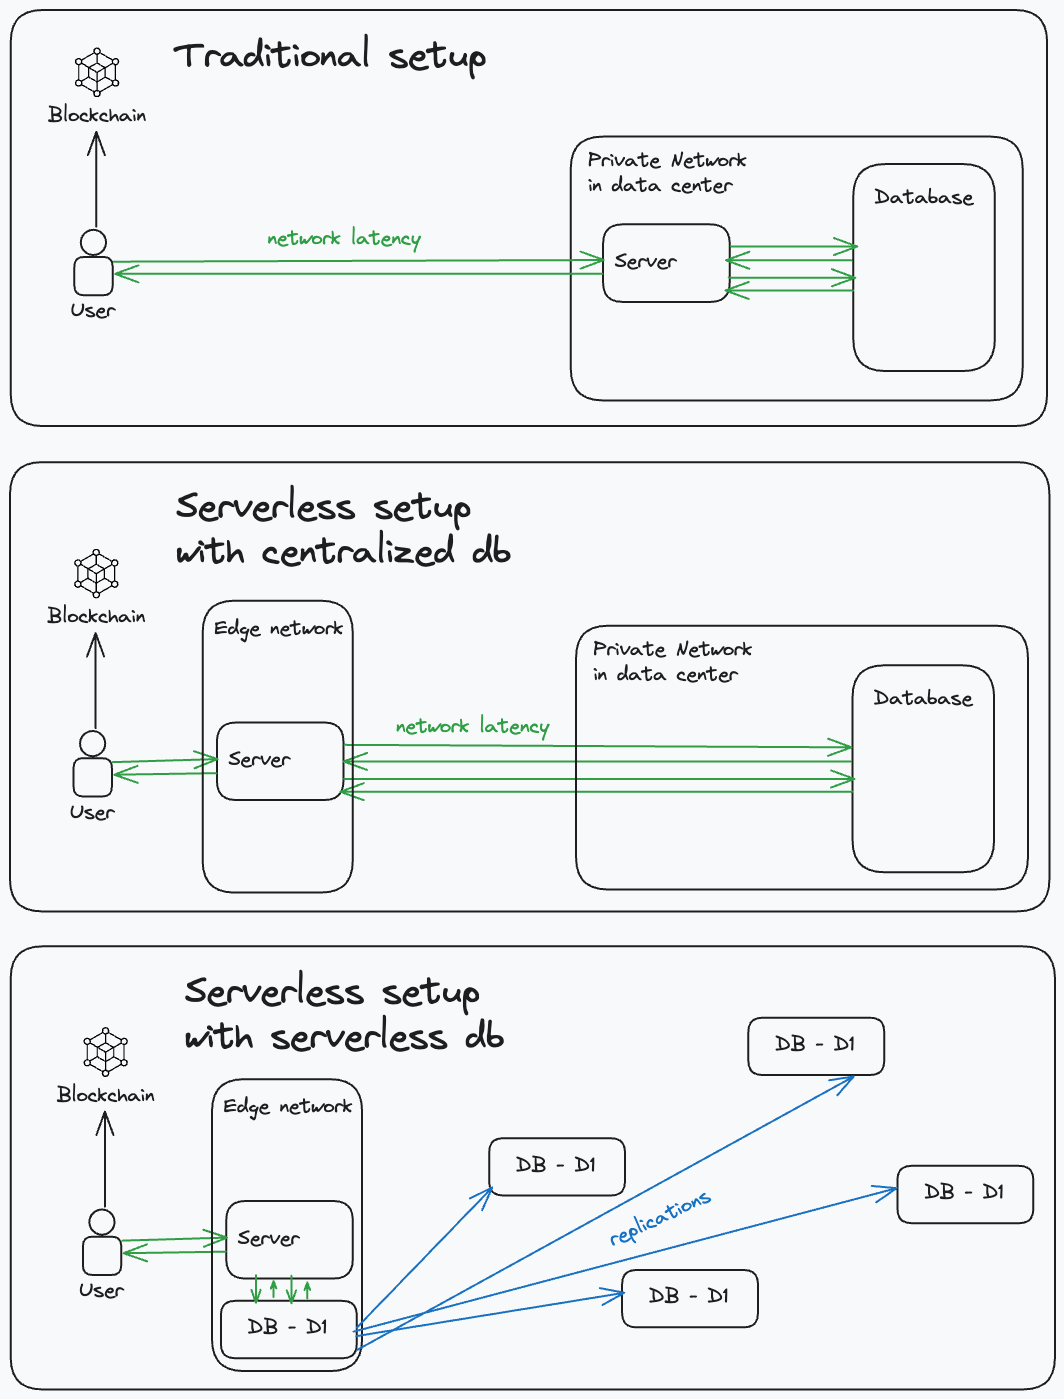 Traditional setup
Blockchain
Private Network
in data center
Database
network latency
Server
User
Serverless setup
with centralized db
Blockchain
Edge network
Private Network
in data center
Database
network latency
Server
User
Serverless setup
with serverless db
DB - D1
Blockchain
Edge network
DB - D1
DB - D1
replications
Server
User
DB - D1
DB - D1